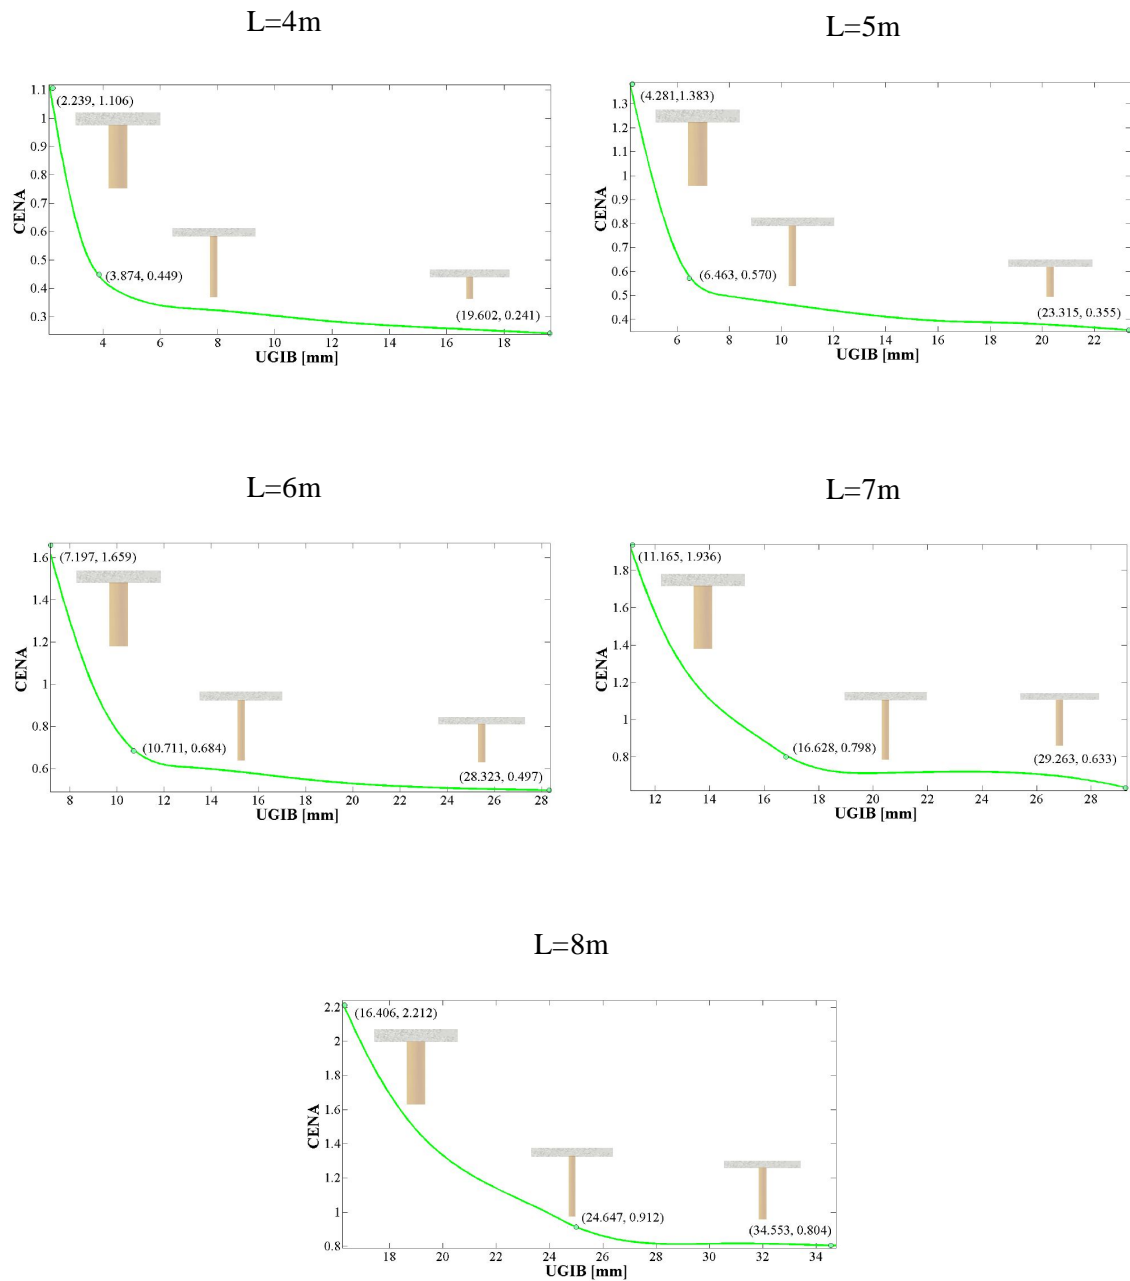 L=4m
1.1
1
0.9
0.8
0.7
0.6
0.5
0.4
0.3
CENA
(2.239, 1.106)
(3.874, 0.449)
(19.602, 0.241)
4 6 8 10 12 14 16 18
UGIB [mm]
L=5m
1.3
1.2
1.1
1
0.9
0.8
0.7
0.6
0.5
0.4
CENA
(4.281,1.383)
(6.463, 0.570)
(23.315, 0.355)
6 8 10 12 14 16 18 20 22
UGIB [mm]
L=6m
1.6
1.4
1.2
1
0.8
0.6
CENA
(7.197, 1.659)
(10.711, 0.684)
(28.323, 0.497)
8 10 12 14 16 18 20 22 24 26 28
UGIB [mm]
L=7m
1.8
1.6
1.4
1.2
1
0.8
CENA
(11.165, 1.936)
(16.628, 0.798)
(29.263, 0.633)
12 14 16 18 20 22 24 26 28
UGIB [mm]
L=8m
2.2
2
1.8
1.6
1.4
1.2
1
0.8
CENA
(16.406, 2.212)
(24.647, 0.912)
(34.553, 0.804)
18 20 22 24 26 28 30 32 34
UGIB [mm]